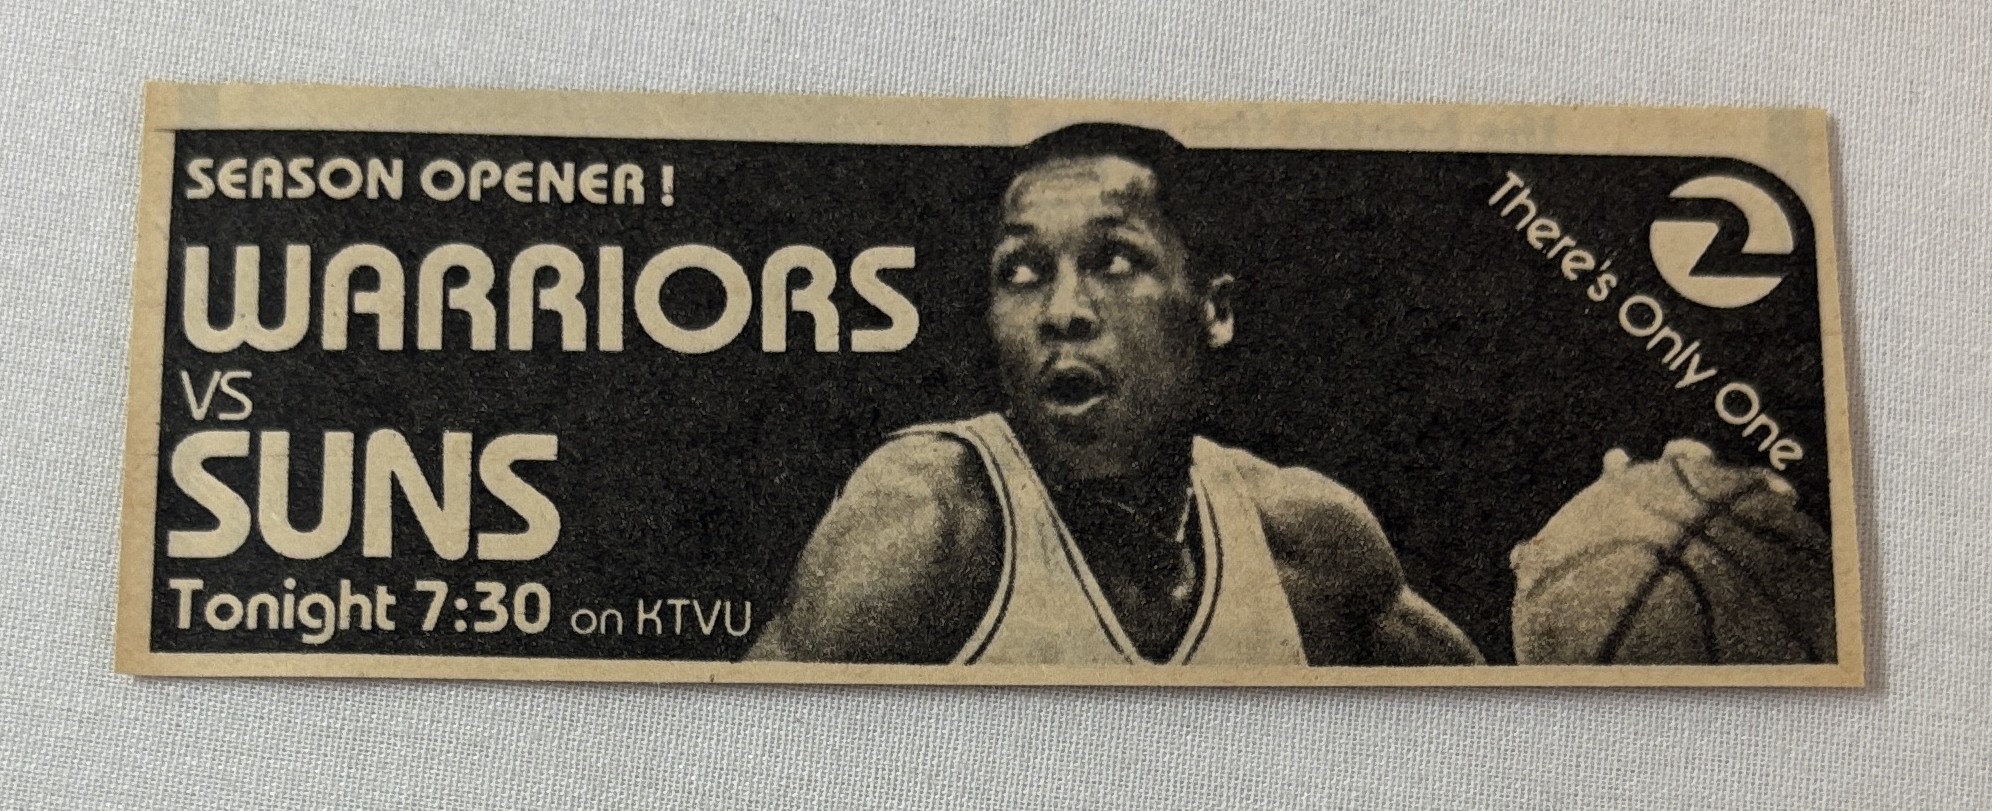 SEASON OPENER!
WARRIORS
VS
SUNS
Tonight 7:30 on KTVU
There's Only One
2